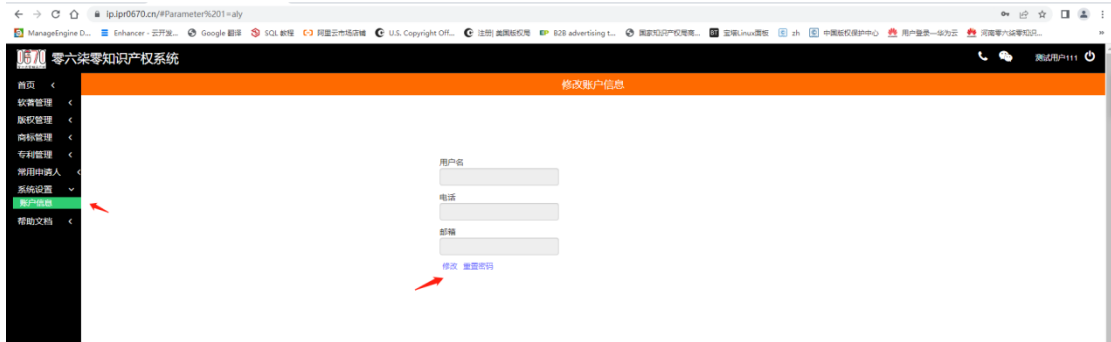 ip.ipr0670.cn/#Parameter%201=aly
ManageEngine D... Enhancer - 云开发... Google 翻译 SQL 教程 阿里云市场店铺 U.S. Copyright Off... 注册 美国版权局 B2B advertising t... 国家知识产权局商... 宝塔Linux面板 zh 中国版权保护中心 用户登录—华为云 河南零六柒零知识... »
零六柒零知识产权系统 测试用户111
修改账户信息
首页
软著管理
版权管理
商标管理
专利管理
常用申请人
系统设置
账户信息
帮助文档
用户名
电话
邮箱
修改 重置密码